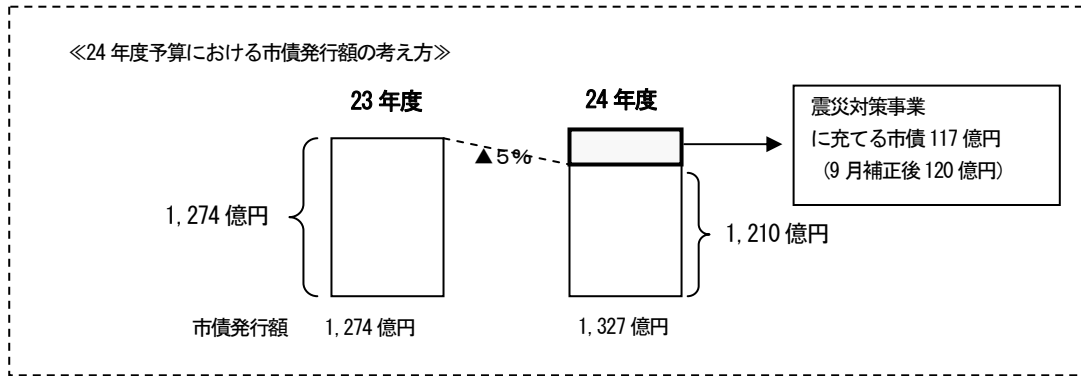 ≪24 年度予算における市債発行額の考え方≫
23 年度
24 年度
▲5%
震災対策事業
に充てる市債 117 億円
(9 月補正後 120 億円)
1,274 億円
1,210 億円
市債発行額 1,274 億円 1,327 億円